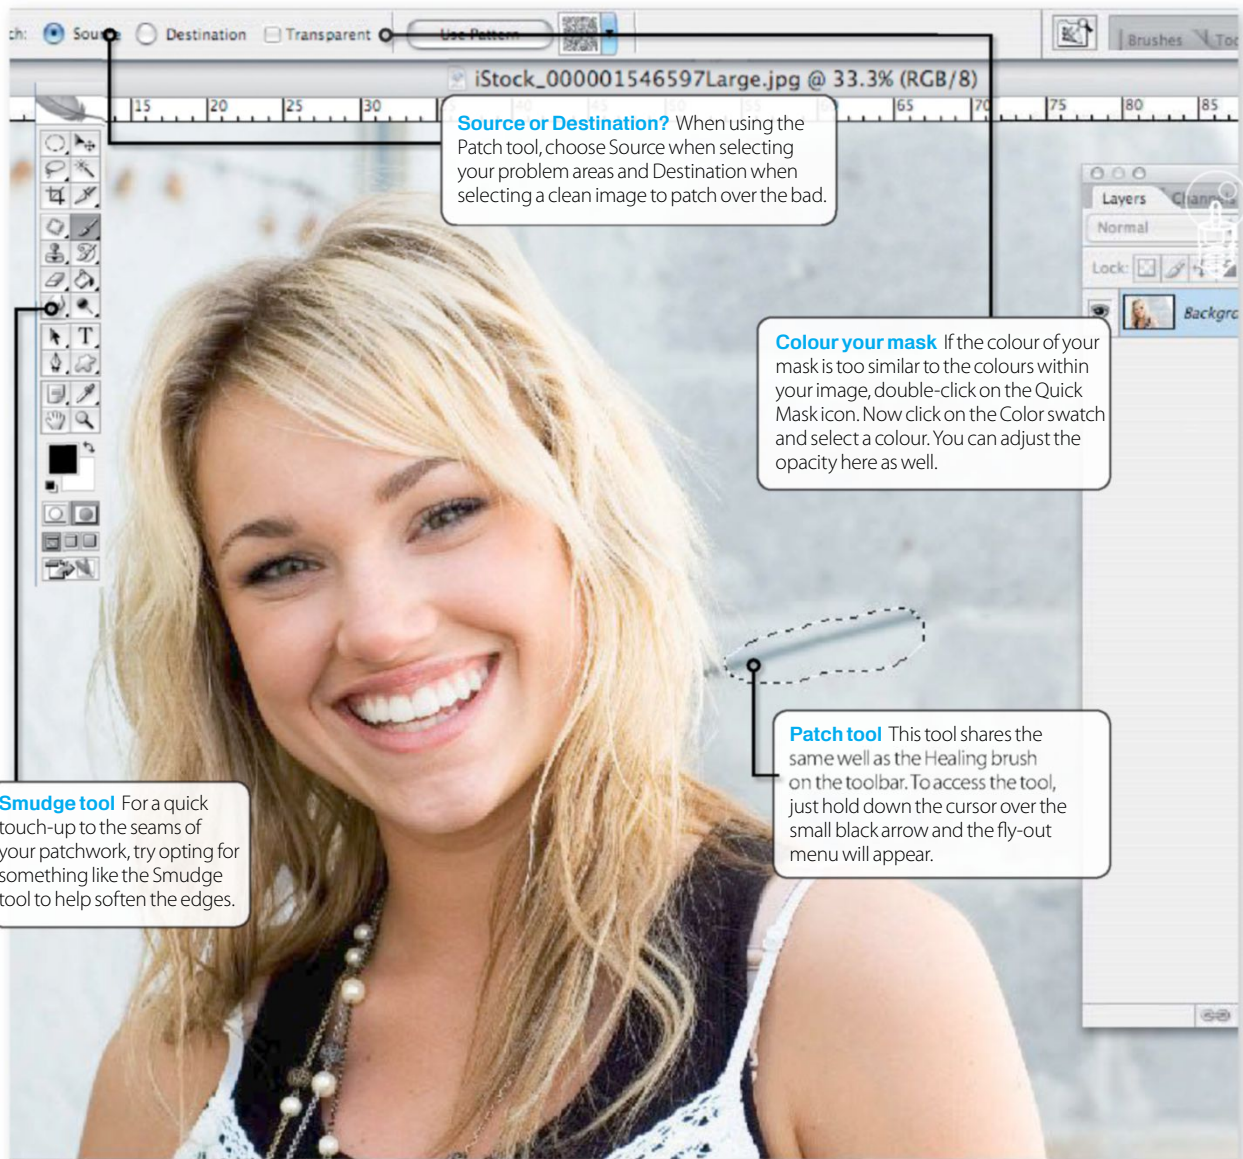 Source Destination Transparent Use Pattern
Brushes
iStock_000001546597Large.jpg @ 33.3% (RGB/8)
15 20 25 30 65 70 75 80 85
Source or Destination? When using the
Patch tool, choose Source when selecting
your problem areas and Destination when
selecting a clean image to patch over the bad.
Layers Channels
Normal
Lock:
Colour your mask If the colour of your
mask is too similar to the colours within
your image, double-click on the Quick
Mask icon. Now click on the Color swatch
and select a colour. You can adjust the
opacity here as well.
Patch tool This tool shares the
same well as the Healing brush
on the toolbar. To access the tool,
just hold down the cursor over the
small black arrow and the fly-out
menu will appear.
Smudge tool For a quick
touch-up to the seams of
your patchwork, try opting for
something like the Smudge
tool to help soften the edges.